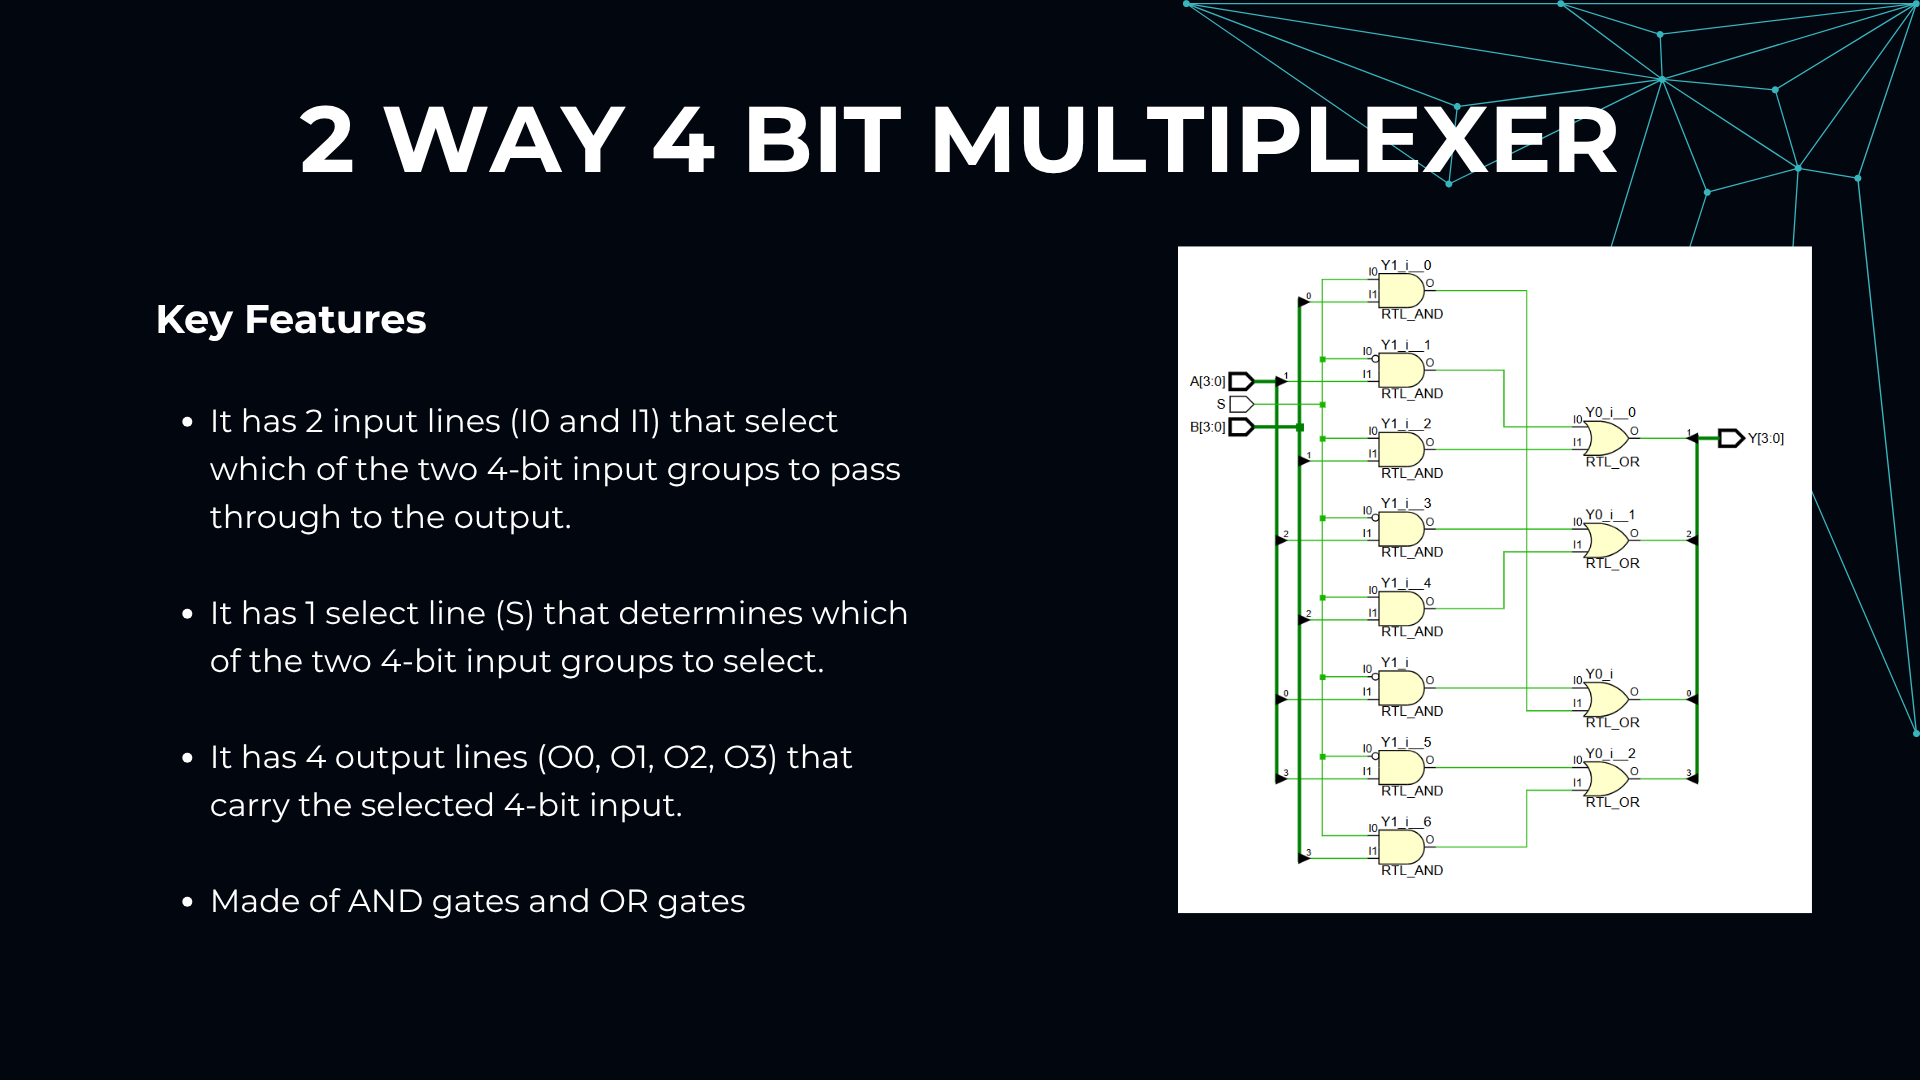 2 WAY 4 BIT MULTIPLEXER
Key Features
It has 2 input lines (I0 and I1) that select
which of the two 4-bit input groups to pass
through to the output.
It has 1 select line (S) that determines which
of the two 4-bit input groups to select.
It has 4 output lines (O0, O1, O2, O3) that
carry the selected 4-bit input.
Made of AND gates and OR gates
A[3:0]
S
B[3:0]
1
2
0
3
0
1
2
3
Y1_i__0
I0
I1
O
RTL_AND
Y1_i__1
I0
I1
O
RTL_AND
Y1_i__2
I0
I1
O
RTL_AND
Y1_i__3
I0
I1
O
RTL_AND
Y1_i__4
I0
I1
O
RTL_AND
Y1_i
I0
I1
O
RTL_AND
Y1_i__5
I0
I1
O
RTL_AND
Y1_i__6
I0
I1
O
RTL_AND
Y0_i__0
I0
I1
O
RTL_OR
Y0_i__1
I0
I1
O
RTL_OR
Y0_i
I0
I1
O
RTL_OR
Y0_i__2
I0
I1
O
RTL_OR
1
2
0
3
Y[3:0]